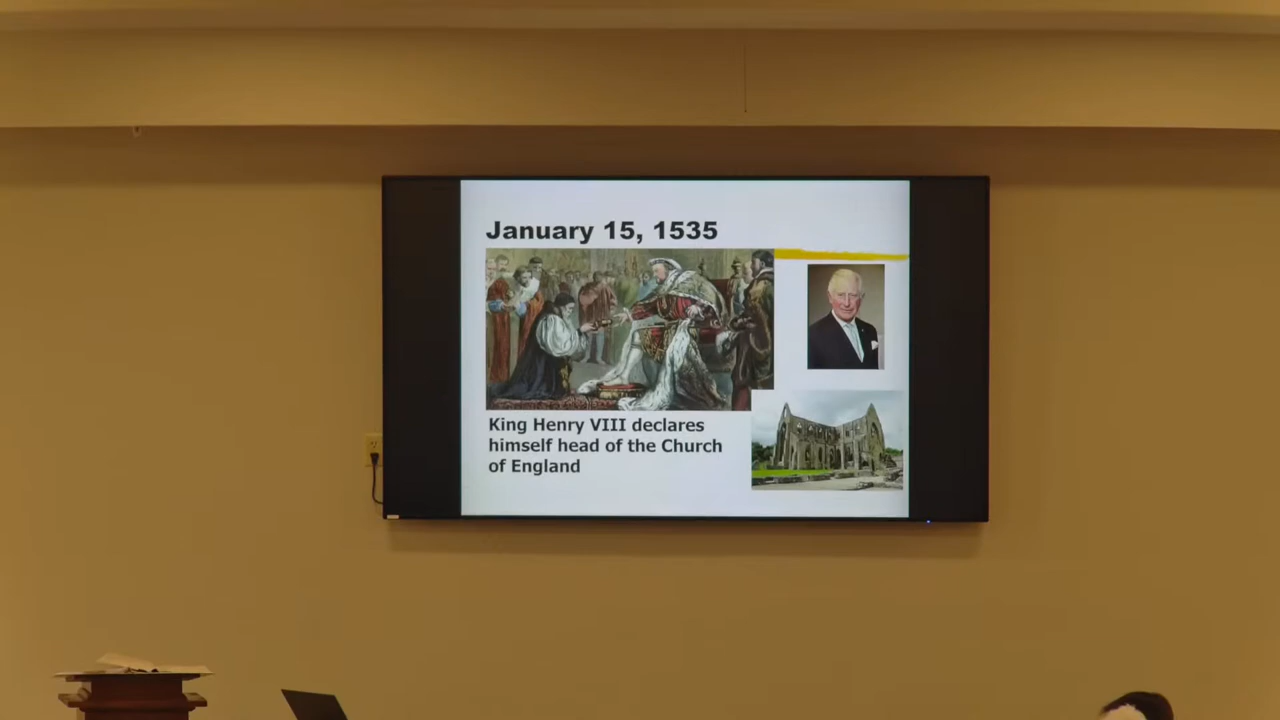 January 15, 1535
King Henry VIII declares
himself head of the Church
of England